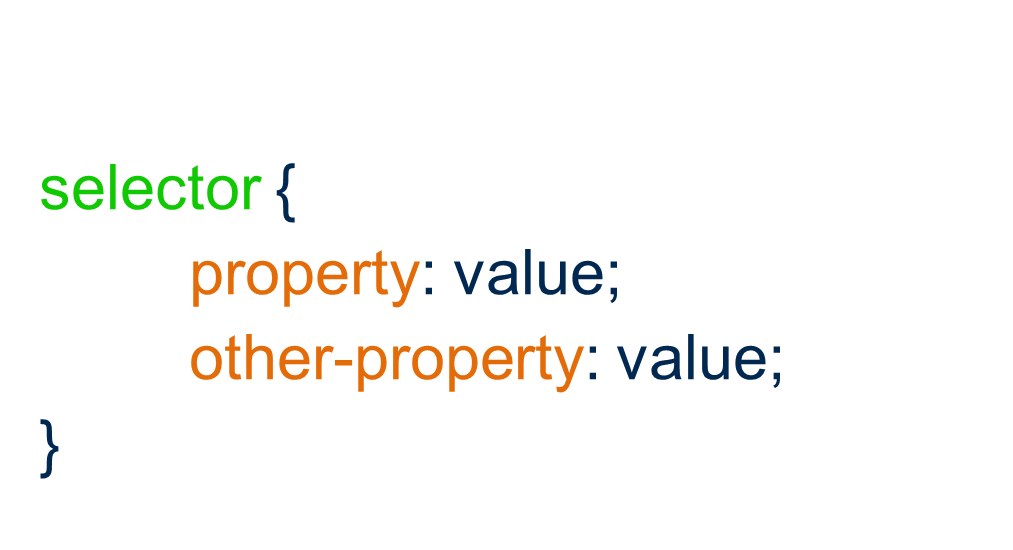 selector {
property: value;
other-property: value;
}